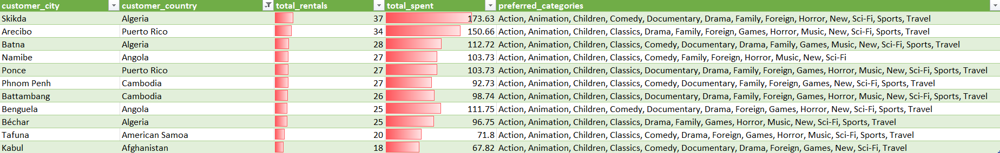 customer_city customer_country total_rentals total_spent preferred_categories
Skikda Algeria 37 173.63 Action, Animation, Children, Comedy, Documentary, Drama, Family, Foreign, Horror, New, Sci-Fi, Sports, Travel
Arecibo Puerto Rico 34 150.66 Action, Animation, Children, Classics, Drama, Family, Foreign, Games, Horror, Music, New, Sci-Fi, Sports, Travel
Batna Algeria 28 112.72 Action, Animation, Children, Classics, Comedy, Documentary, Drama, Family, Games, Music, New, Sci-Fi, Sports, Travel
Namibe Angola 27 103.73 Action, Animation, Children, Classics, Comedy, Family, Foreign, Horror, Music, New, Sci-Fi
Ponce Puerto Rico 27 103.73 Action, Animation, Children, Classics, Documentary, Drama, Family, Foreign, Games, Horror, Music, New, Sci-Fi, Sports, Travel
Phnom Penh Cambodia 27 92.73 Action, Animation, Children, Classics, Comedy, Documentary, Family, Foreign, Games, New, Sci-Fi, Sports, Travel
Battambang Cambodia 26 98.74 Action, Animation, Children, Classics, Documentary, Drama, Family, Foreign, Games, Horror, Music, New, Sci-Fi, Sports, Travel
Benguela Angola 25 111.75 Action, Animation, Children, Comedy, Documentary, Drama, Family, Foreign, Games, Horror, New, Sci-Fi, Sports, Travel
Béchar Algeria 25 96.75 Action, Animation, Children, Classics, Drama, Family, Games, Horror, Music, New, Sci-Fi, Sports, Travel
Tafuna American Samoa 20 71.8 Action, Animation, Children, Classics, Comedy, Drama, Foreign, Games, Horror, Music, Sci-Fi, Sports, Travel
Kabul Afghanistan 18 67.82 Action, Animation, Children, Classics, Comedy, Documentary, Drama, Foreign, Games, New, Sci-Fi, Travel